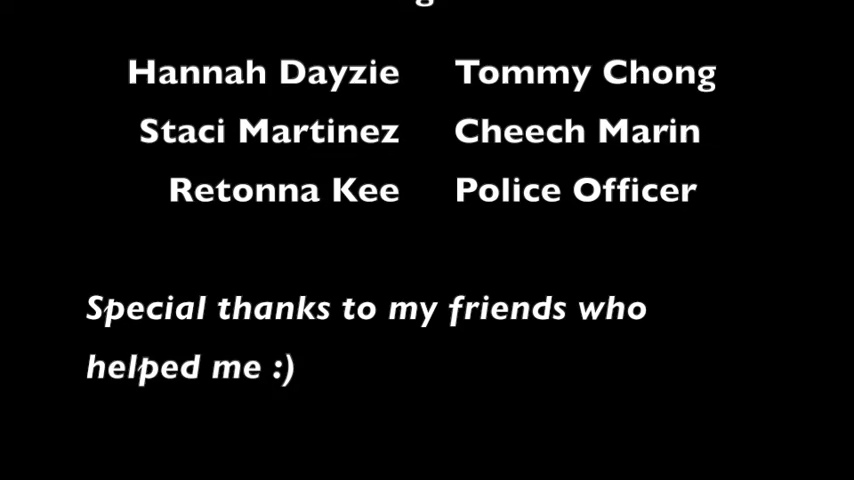 Hannah Dayzie Tommy Chong
Staci Martinez Cheech Marin
Retonna Kee Police Officer
Special thanks to my friends who
helped me :)